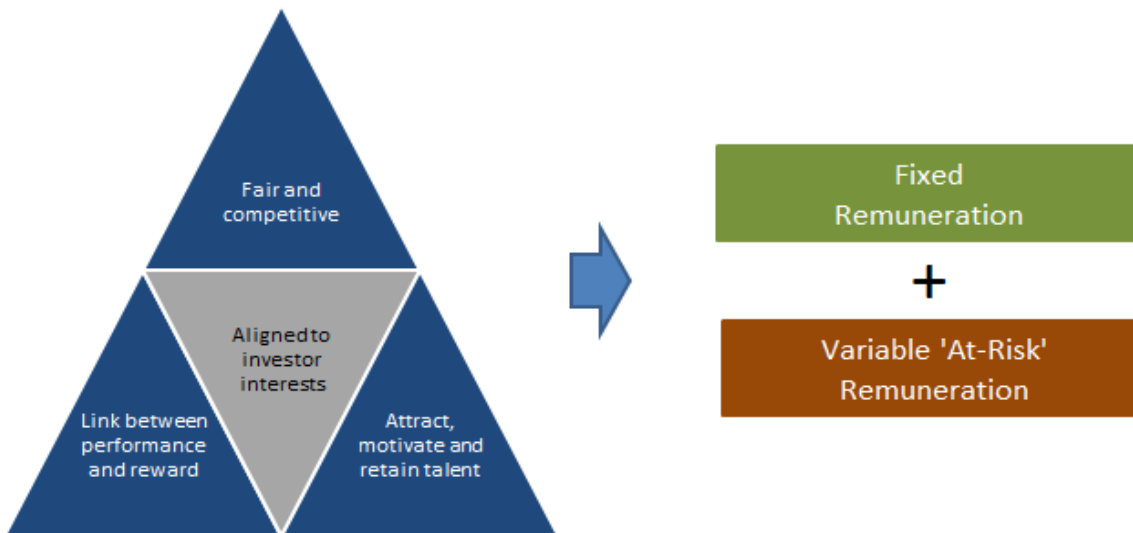 Fair and
competitive
Aligned to
investor
interests
Link between
performance
and reward
Attract,
motivate and
retain talent
Fixed
Remuneration
+
Variable 'At-Risk'
Remuneration